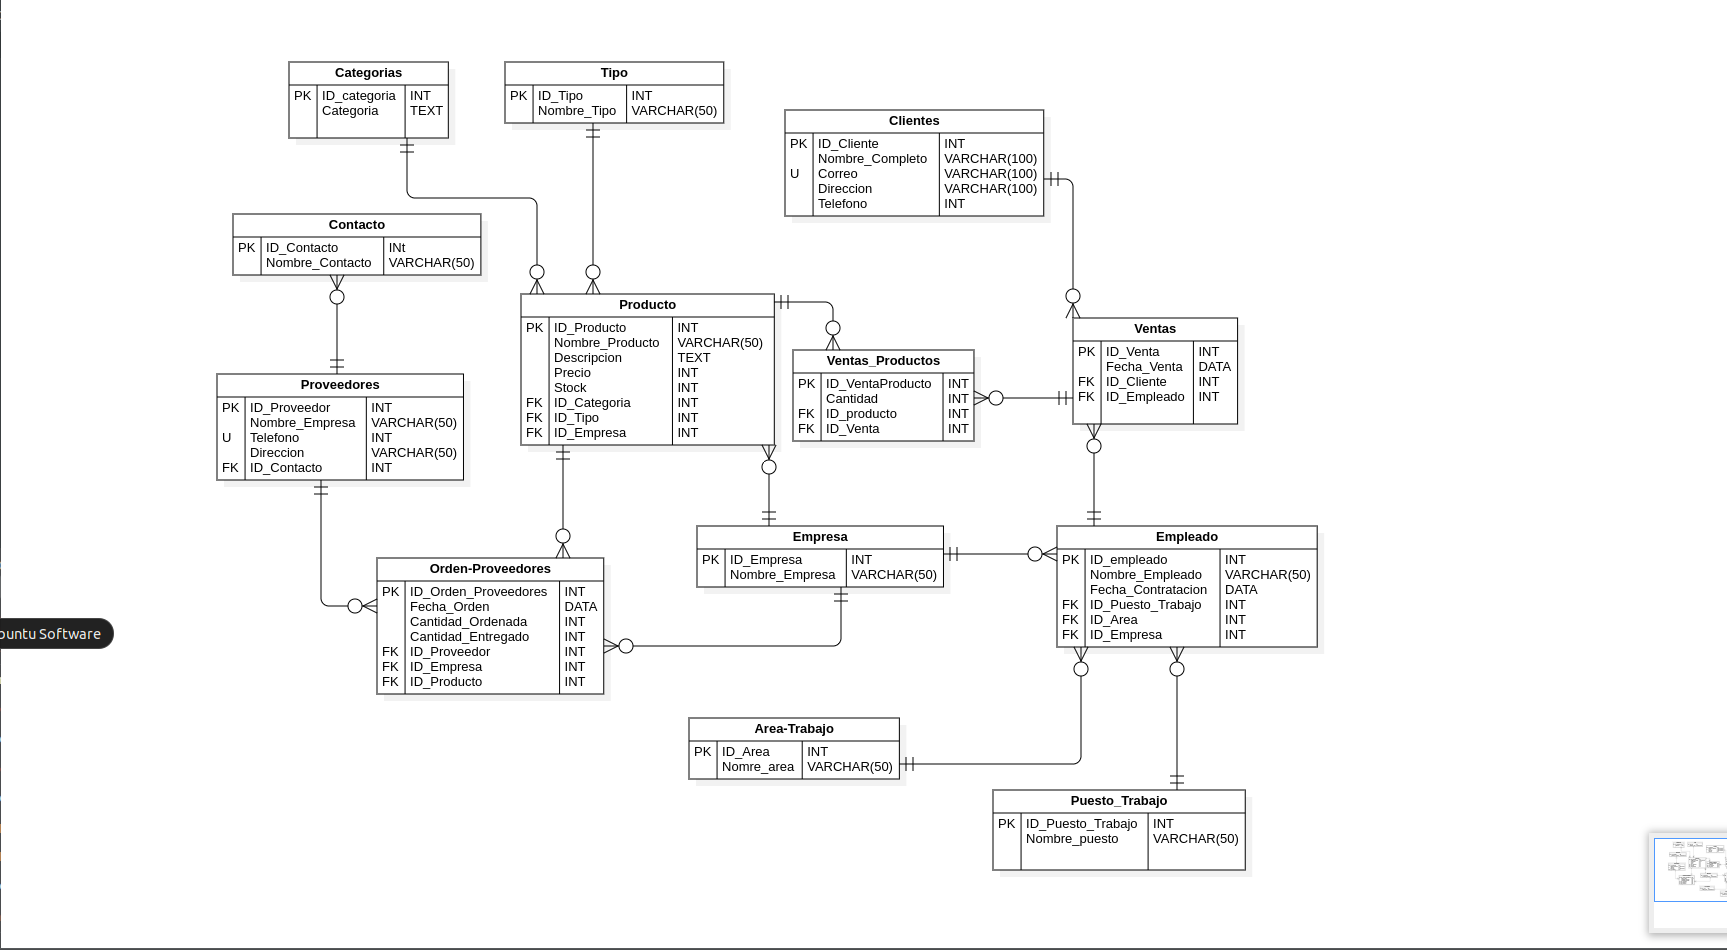 Categorias
PK ID_categoria INT
Categoria TEXT
Tipo
PK ID_Tipo INT
Nombre_Tipo VARCHAR(50)
Clientes
PK ID_Cliente INT
Nombre_Completo VARCHAR(100)
U Correo VARCHAR(100)
Direccion VARCHAR(100)
Telefono INT
Contacto
PK ID_Contacto INt
Nombre_Contacto VARCHAR(50)
Producto
PK ID_Producto INT
Nombre_Producto VARCHAR(50)
Descripcion TEXT
Precio INT
Stock INT
FK ID_Categoria INT
FK ID_Tipo INT
FK ID_Empresa INT
Ventas
PK ID_Venta INT
Fecha_Venta DATA
FK ID_Cliente INT
FK ID_Empleado INT
Ventas_Productos
PK ID_VentaProducto INT
Cantidad INT
FK ID_producto INT
FK ID_Venta INT
Proveedores
PK ID_Proveedor INT
Nombre_Empresa VARCHAR(50)
U Telefono INT
Direccion VARCHAR(50)
FK ID_Contacto INT
Empresa
PK ID_Empresa INT
Nombre_Empresa VARCHAR(50)
Empleado
PK ID_empleado INT
Nombre_Empleado VARCHAR(50)
Fecha_Contratacion DATA
FK ID_Puesto_Trabajo INT
FK ID_Area INT
FK ID_Empresa INT
Orden-Proveedores
PK ID_Orden_Proveedores INT
Fecha_Orden DATA
Cantidad_Ordenada INT
Cantidad_Entregado INT
FK ID_Proveedor INT
FK ID_Empresa INT
FK ID_Producto INT
buntu Software
Area-Trabajo
PK ID_Area INT
Nomre_area VARCHAR(50)
Puesto_Trabajo
PK ID_Puesto_Trabajo INT
Nombre_puesto VARCHAR(50)